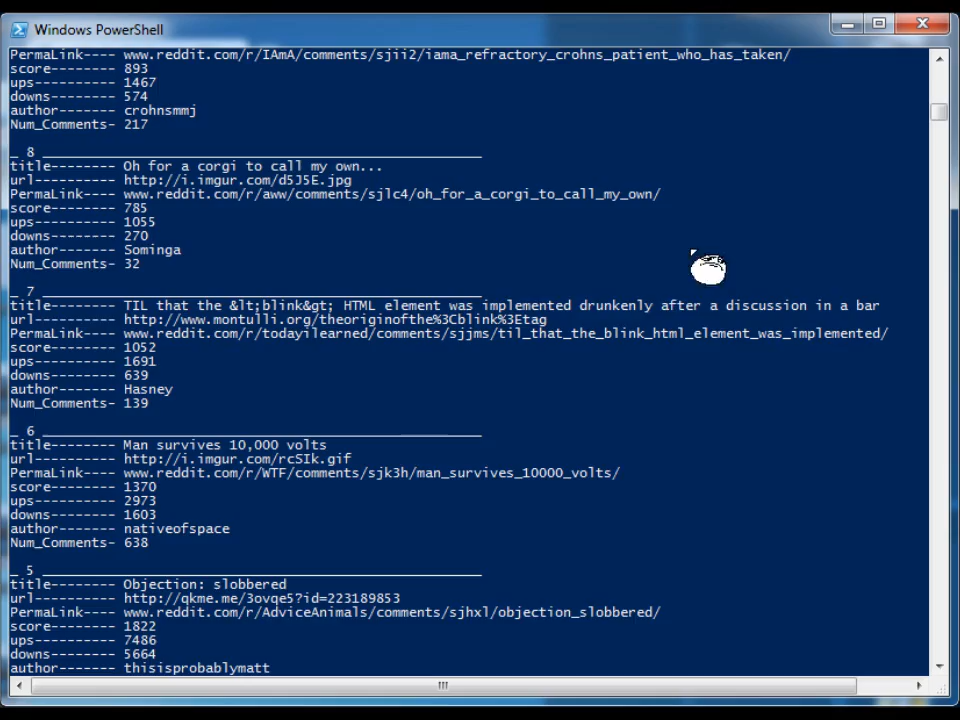 Windows PowerShell
PermaLink---- www.reddit.com/r/IAmA/comments/sjii2/iama_refractory_crohns_patient_who_has_taken/
score-------- 893
ups---------- 1467
downs-------- 574
author------- crohnsmmj
Num_Comments- 217
_ 8 ______________________________________________________
title-------- Oh for a corgi to call my own...
url---------- http://i.imgur.com/d5J5E.jpg
PermaLink---- www.reddit.com/r/aww/comments/sjlc4/oh_for_a_corgi_to_call_my_own/
score-------- 785
ups---------- 1055
downs-------- 270
author------- Sominga
Num_Comments- 32
_ 7 ______________________________________________________
title-------- TIL that the &lt;blink&gt; HTML element was implemented drunkenly after a discussion in a bar
url---------- http://www.montulli.org/theoriginofthe%3Cblink%3Etag
PermaLink---- www.reddit.com/r/todayilearned/comments/sjjms/til_that_the_blink_html_element_was_implemented/
score-------- 1052
ups---------- 1691
downs-------- 639
author------- Hasney
Num_Comments- 139
_ 6 ______________________________________________________
title-------- Man survives 10,000 volts
url---------- http://i.imgur.com/rcSIk.gif
PermaLink---- www.reddit.com/r/WTF/comments/sjk3h/man_survives_10000_volts/
score-------- 1370
ups---------- 2973
downs-------- 1603
author------- nativeofspace
Num_Comments- 638
_ 5 ______________________________________________________
title-------- Objection: slobbered
url---------- http://qkme.me/3ovqe5?id=223189853
PermaLink---- www.reddit.com/r/AdviceAnimals/comments/sjhxl/objection_slobbered/
score-------- 1822
ups---------- 7486
downs-------- 5664
author------- thisisprobablymatt